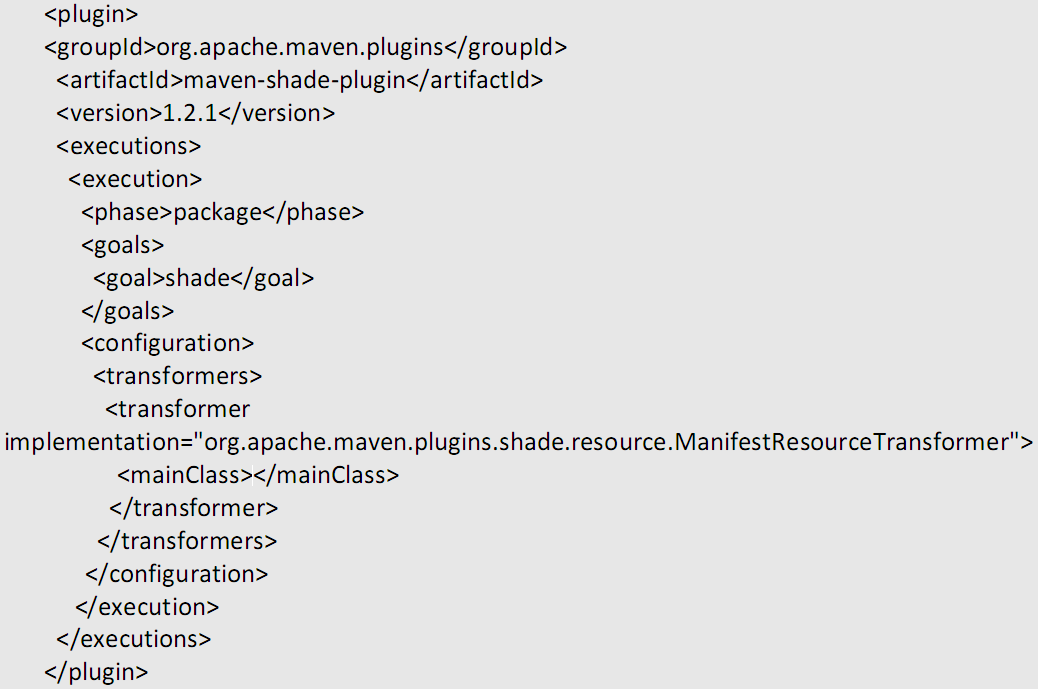 <plugin>
<groupId>org.apache.maven.plugins</groupId>
<artifactId>maven-shade-plugin</artifactId>
<version>1.2.1</version>
<executions>
<execution>
<phase>package</phase>
<goals>
<goal>shade</goal>
</goals>
<configuration>
<transformers>
<transformer
implementation="org.apache.maven.plugins.shade.resource.ManifestResourceTransformer">
<mainClass></mainClass>
</transformer>
</transformers>
</configuration>
</execution>
</executions>
</plugin>